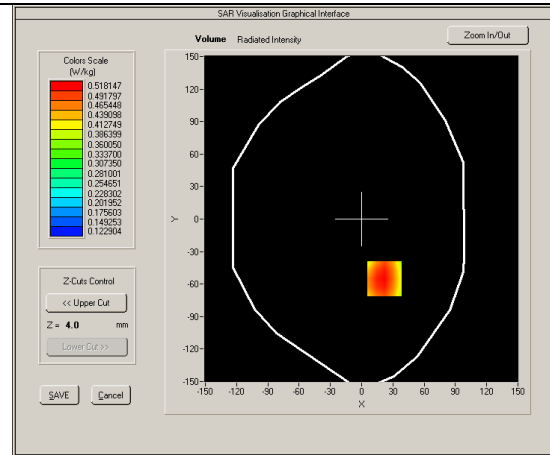 SAR Visualisation Graphical Interface
Volume Radiated Intensity
Zoom In/Out
Colors Scale
(W/kg)
0.518147
0.491797
0.465448
0.439098
0.412749
0.386399
0.360050
0.333700
0.307350
0.281001
0.254651
0.228302
0.201952
0.175603
0.149253
0.122904
Z-Cuts Control
<< Upper Cut
Z = 4.0 mm
Lower Cut >>
SAVE Cancel
150
120
90
60
30
0
-30
-60
-90
-120
-150
Y
-150 -120 -90 -60 -30 0 30 60 90 120 150
X